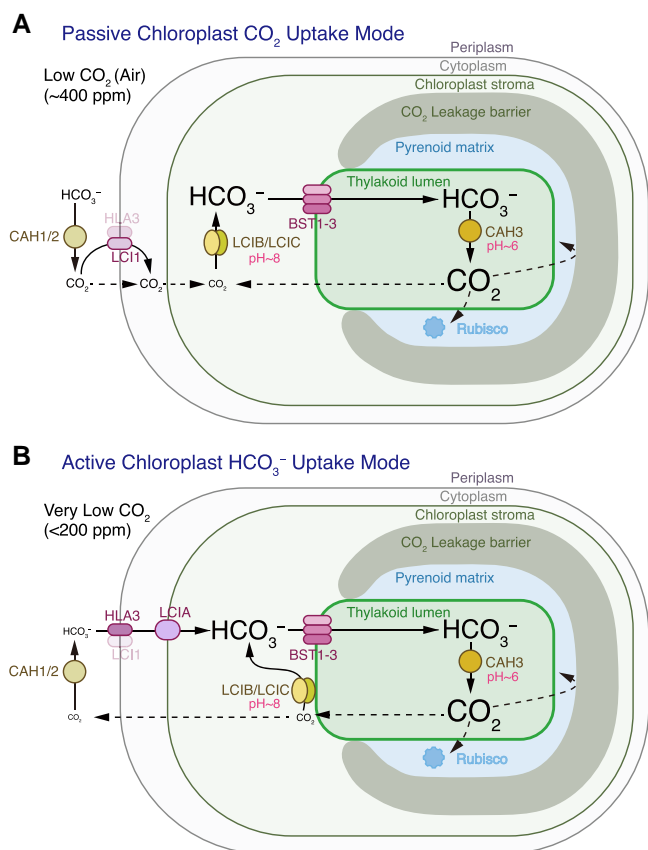 A
Passive Chloroplast CO₂ Uptake Mode
Periplasm
Cytoplasm
Low CO₂ (Air)
(~400 ppm)
Chloroplast stroma
CO₂ Leakage barrier
Pyrenoid matrix
Thylakoid lumen
HCO₃⁻
HLA3
LCI1
CAH1/2
HCO₃⁻
BST1-3
HCO₃⁻
LCIB/LCIC
pH~8
CAH3
pH~6
CO₂
CO₂
CO₂
CO₂
Rubisco
B
Active Chloroplast HCO₃⁻ Uptake Mode
Periplasm
Cytoplasm
Very Low CO₂
(<200 ppm)
Chloroplast stroma
CO₂ Leakage barrier
Pyrenoid matrix
Thylakoid lumen
HLA3
LCIA
HCO₃⁻
LCI1
HCO₃⁻
BST1-3
HCO₃⁻
CAH1/2
CAH3
pH~6
LCIB/LCIC
pH~8
CO₂
CO₂
CO₂
Rubisco